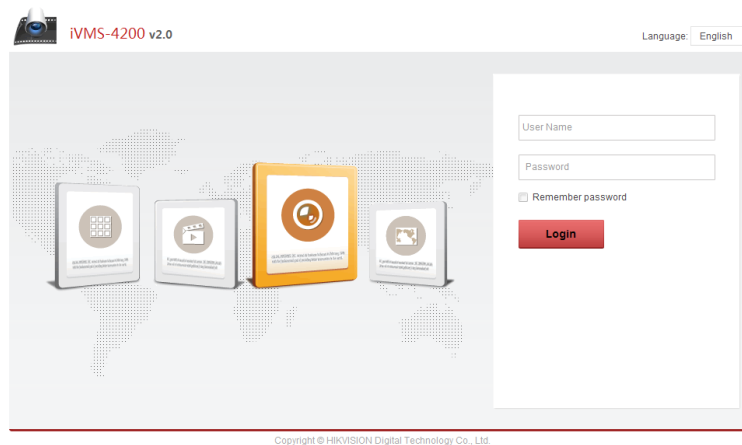 iVMS-4200 v2.0
Language: English
User Name
Password
Remember password
Login
Copyright © HIKVISION Digital Technology Co., Ltd.